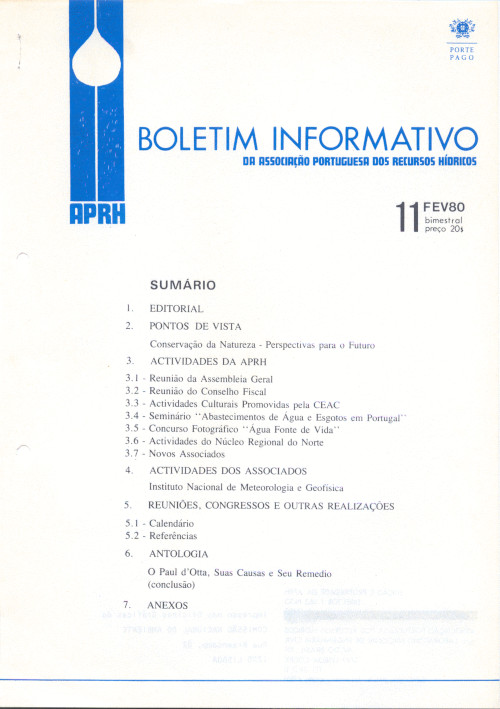 PORTE
PAGO
BOLETIM INFORMATIVO
DA ASSOCIAÇÃO PORTUGUESA DOS RECURSOS HÍDRICOS
APRH
11 FEV80
bimestral
preço 20$
SUMÁRIO
1. EDITORIAL
2. PONTOS DE VISTA
Conservação da Natureza - Perspectivas para o Futuro
3. ACTIVIDADES DA APRH
3.1 - Reunião da Assembleia Geral
3.2 - Reunião do Conselho Fiscal
3.3 - Actividades Culturais Promovidas pela CEAC
3.4 - Seminário "Abastecimentos de Água e Esgotos em Portugal"
3.5 - Concurso Fotográfico "Água Fonte de Vida"
3.6 - Actividades do Núcleo Regional do Norte
3.7 - Novos Associados
4. ACTIVIDADES DOS ASSOCIADOS
Instituto Nacional de Meteorologia e Geofísica
5. REUNIÕES, CONGRESSOS E OUTRAS REALIZAÇÕES
5.1 - Calendário
5.2 - Referências
6. ANTOLOGIA
O Paul d'Otta, Suas Causas e Seu Remedio
(conclusão)
7. ANEXOS